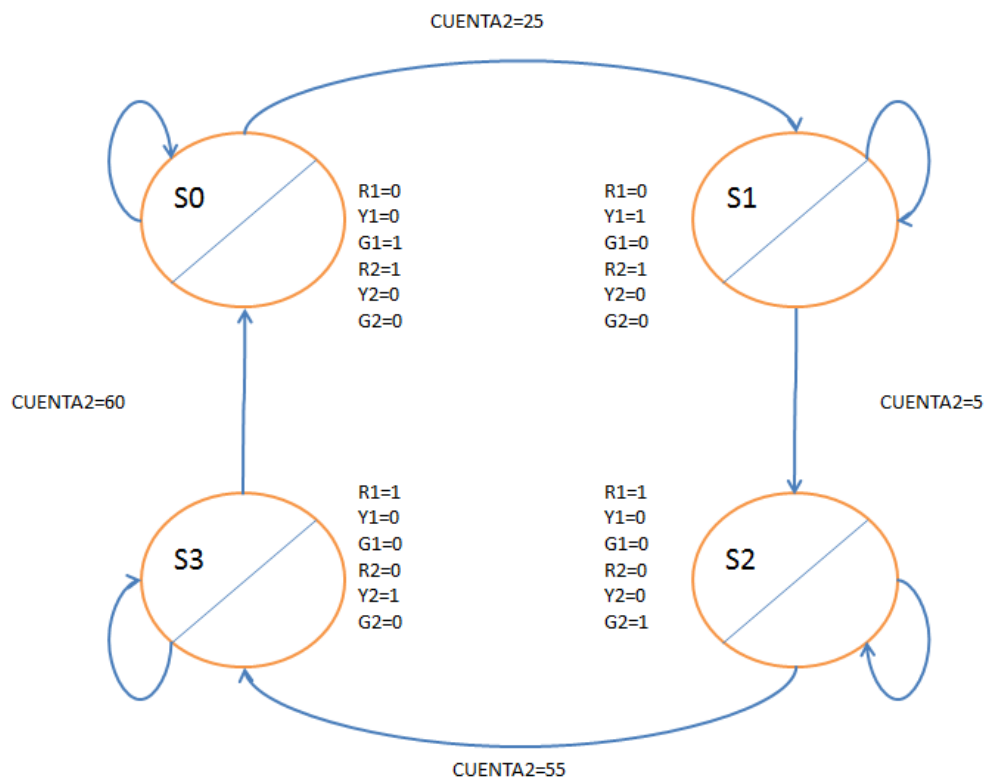 CUENTA2=25
S0
R1=0
Y1=0
G1=1
R2=1
Y2=0
G2=0
R1=0
Y1=1
G1=0
R2=1
Y2=0
G2=0
S1
CUENTA2=60
CUENTA2=5
S3
R1=1
Y1=0
G1=0
R2=0
Y2=1
G2=0
R1=1
Y1=0
G1=0
R2=0
Y2=0
G2=1
S2
CUENTA2=55